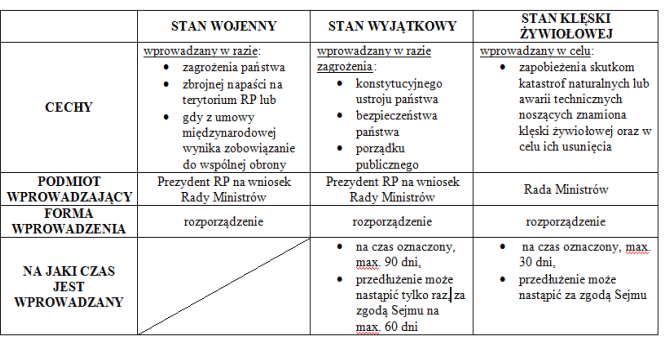 STAN WOJENNY
STAN WYJĄTKOWY
STAN KLĘSKI
ŻYWIOŁOWEJ
CECHY
wprowadzany w razie:
• zagrożenia państwa
• zbrojnej napaści na
terytorium RP lub
• gdy z umowy
międzynarodowej
wynika zobowiązanie
do wspólnej obrony
wprowadzany w razie
zagrożenia:
• konstytucyjnego
ustroju państwa
• bezpieczeństwa
państwa
• porządku
publicznego
wprowadzany w celu:
• zapobieżenia skutkom
katastrof naturalnych lub
awarii technicznych
noszących znamiona
klęski żywiołowej oraz w
celu ich usunięcia
PODMIOT
WPROWADZAJĄCY
Prezydent RP na wniosek
Rady Ministrów
Prezydent RP na wniosek
Rady Ministrów
Rada Ministrów
FORMA
WPROWADZENIA
rozporządzenie
rozporządzenie
rozporządzenie
NA JAKI CZAS
JEST
WPROWADZANY
• na czas oznaczony,
max. 90 dni,
• przedłużenie może
nastąpić tylko raz, za
zgodą Sejmu na
max. 60 dni
• na czas oznaczony, max.
30 dni,
• przedłużenie może
nastąpić za zgodą Sejmu